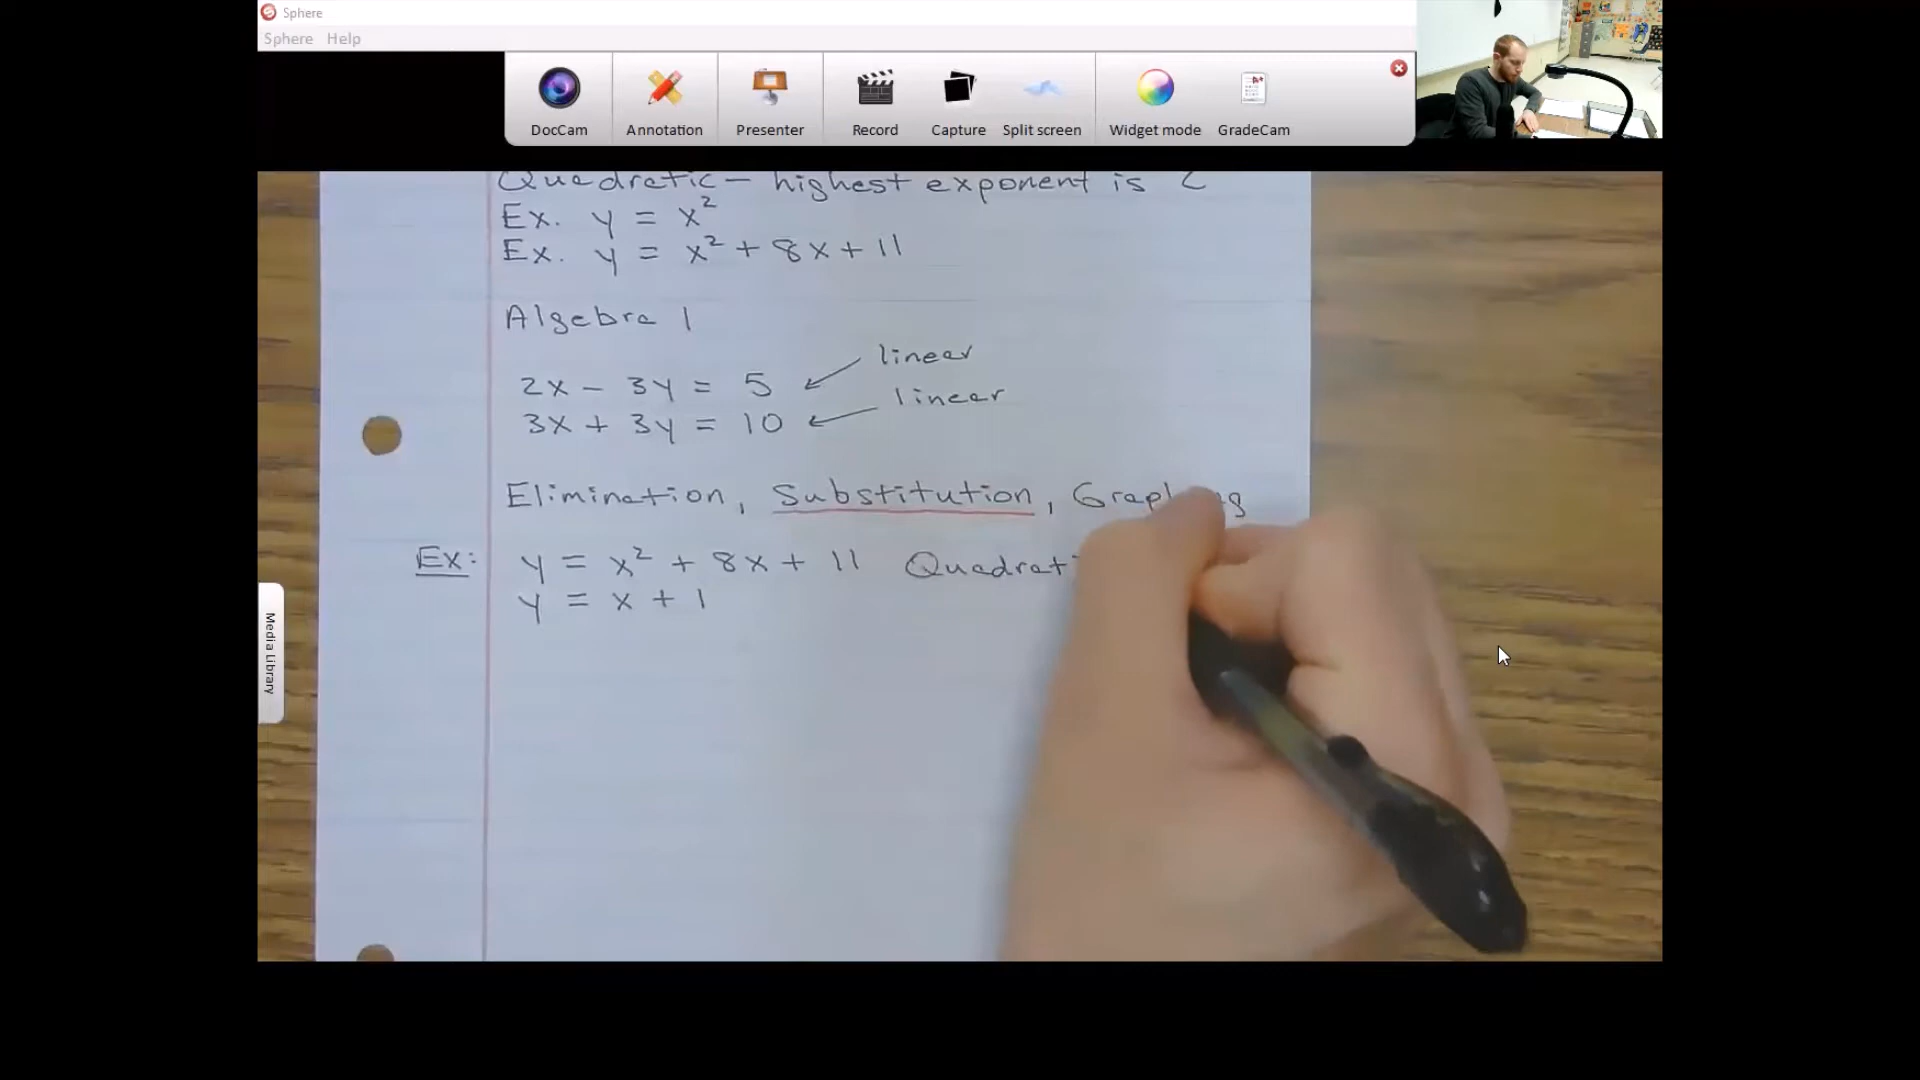 Sphere
Sphere Help
DocCam Annotation Presenter Record Capture Split screen Widget mode GradeCam
Quadratic — highest exponent is 2
Ex. y = x²
Ex. y = x² + 8x + 11
Algebra 1
2x − 3y = 5 ← linear
3x + 3y = 10 ← linear
Elimination, Substitution, Graphing
Ex: y = x² + 8x + 11 Quadrati
y = x + 1
Media Library